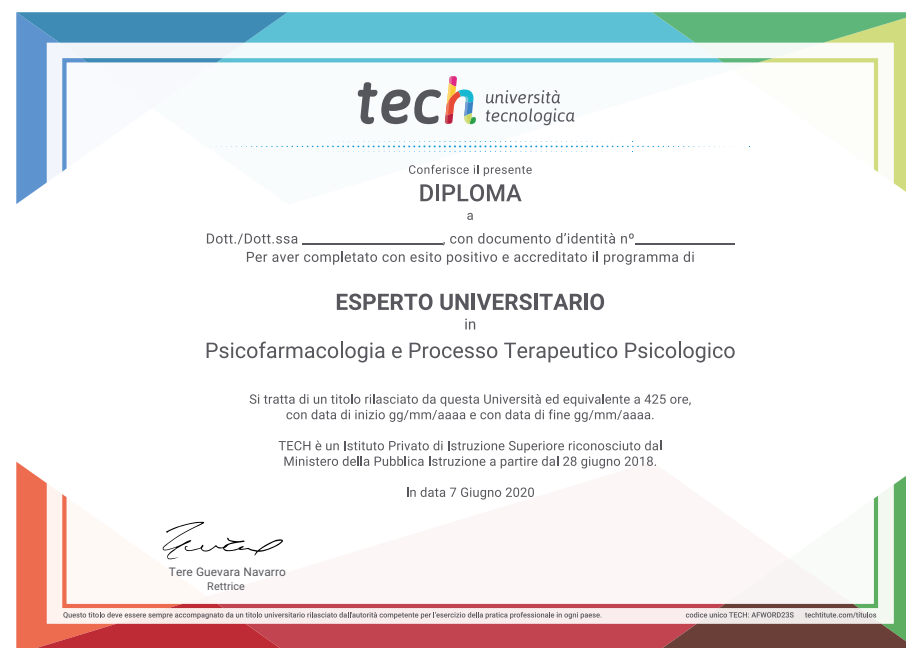 tech università
tecnologica
Conferisce il presente
DIPLOMA
a
Dott./Dott.ssa ____________________, con documento d'identità nº______________
Per aver completato con esito positivo e accreditato il programma di
ESPERTO UNIVERSITARIO
in
Psicofarmacologia e Processo Terapeutico Psicologico
Si tratta di un titolo rilasciato da questa Università ed equivalente a 425 ore,
con data di inizio gg/mm/aaaa e con data di fine gg/mm/aaaa.
TECH è un Istituto Privato di Istruzione Superiore riconosciuto dal
Ministero della Pubblica Istruzione a partire dal 28 giugno 2018.
In data 7 Giugno 2020
Tere Guevara Navarro
Rettrice
Questo titolo deve essere sempre accompagnato da un titolo universitario rilasciato dall'autorità competente per l'esercizio della pratica professionale in ogni paese. codice unico TECH: AFWORD23S techtitute.com/titulos